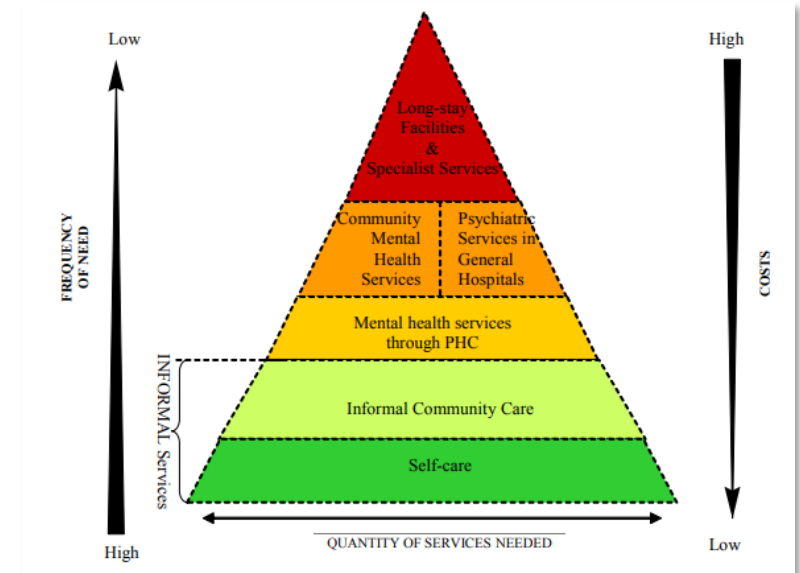 Low
High
Long-stay
Facilities
&
Specialist Services
Community
Mental
Health
Services
Psychiatric
Services in
General
Hospitals
FREQUENCY
OF NEED
COSTS
Mental health services
through PHC
INFORMAL Services
Informal Community Care
Self-care
High
QUANTITY OF SERVICES NEEDED
Low